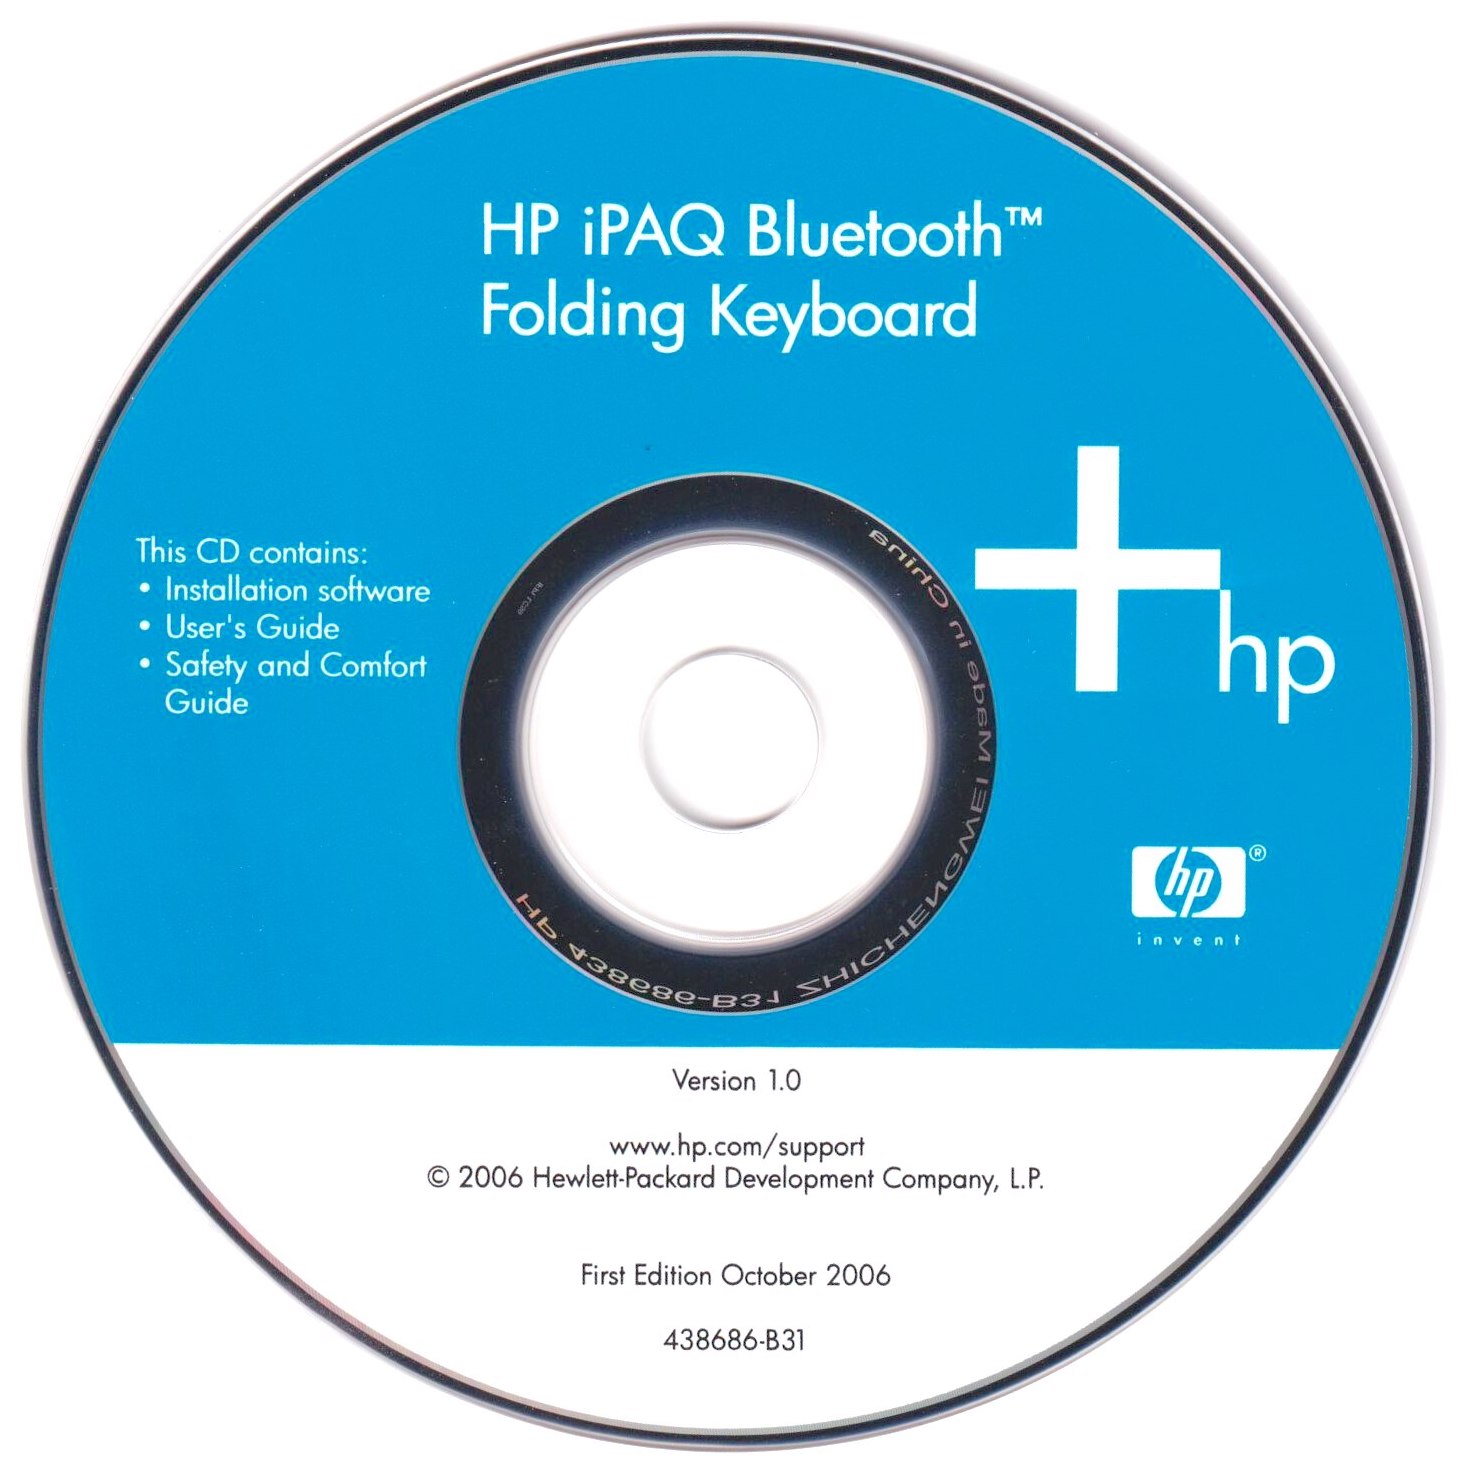 HP iPAQ Bluetooth™
Folding Keyboard
This CD contains:
• Installation software
• User's Guide
• Safety and Comfort
Guide
hp
hp®
invent
HP 438686-B31 ZHICHENGWEI Made in China
Version 1.0
www.hp.com/support
© 2006 Hewlett-Packard Development Company, L.P.
First Edition October 2006
438686-B31